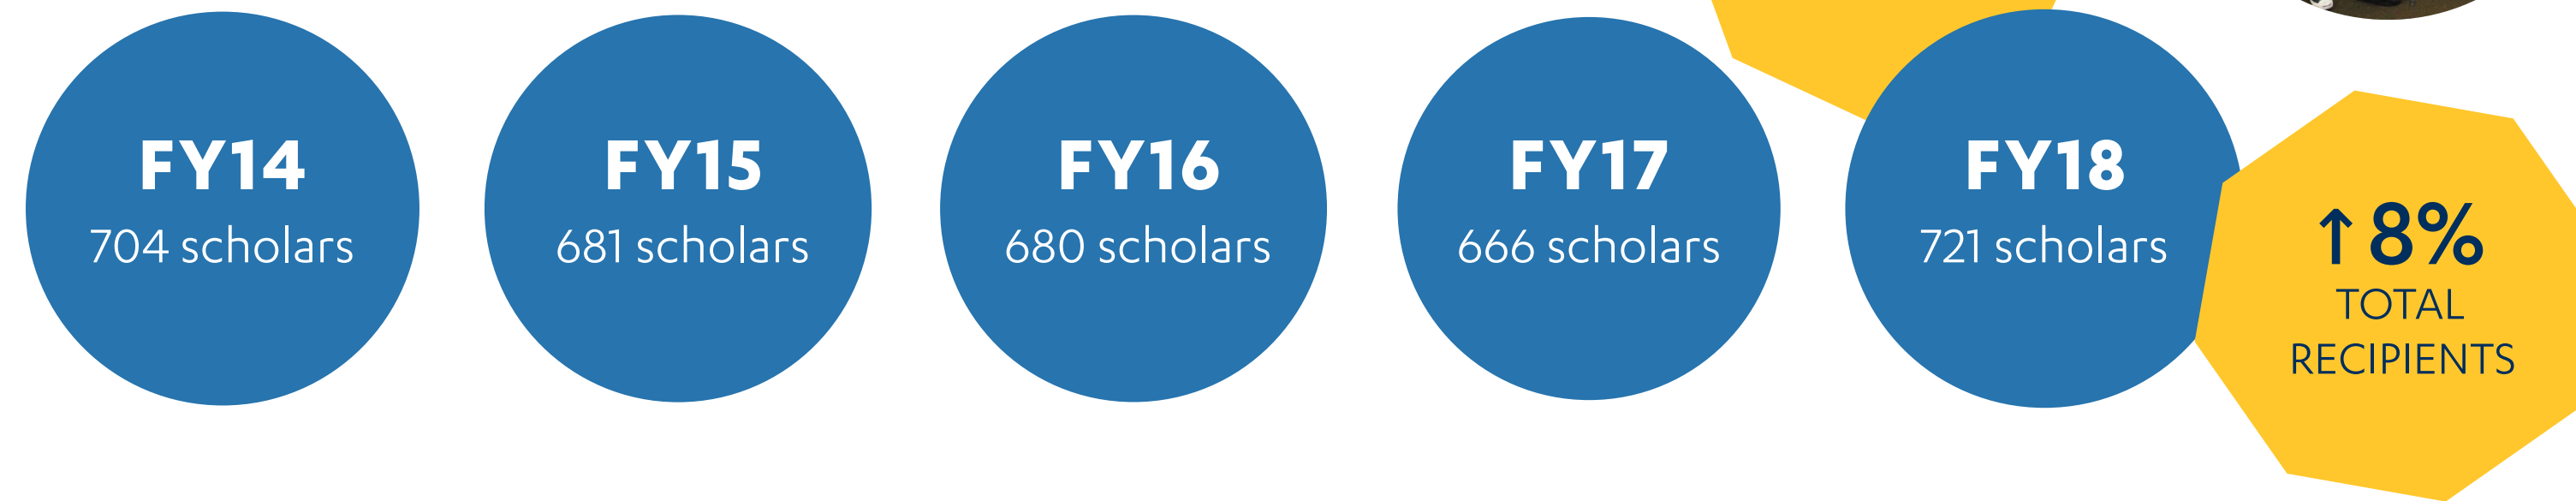 FY14
704 scholars
FY15
681 scholars
FY16
680 scholars
FY17
666 scholars
FY18
721 scholars
↑8%
TOTAL
RECIPIENTS